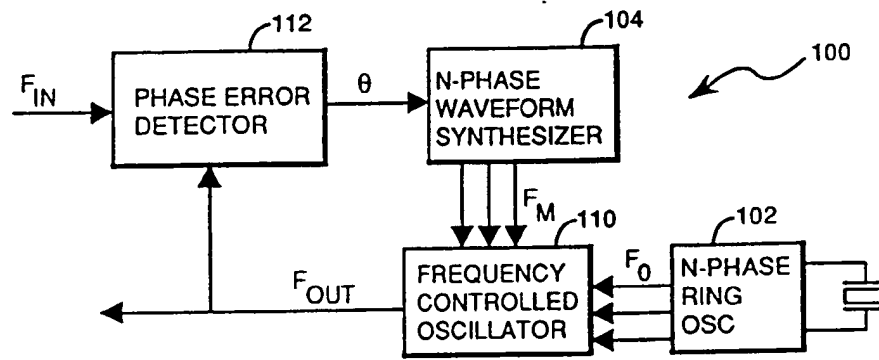 112
104
100
F_IN
PHASE ERROR
DETECTOR
θ
N-PHASE
WAVEFORM
SYNTHESIZER
F_M
110
102
F_OUT
FREQUENCY
CONTROLLED
OSCILLATOR
F_0
N-PHASE
RING
OSC